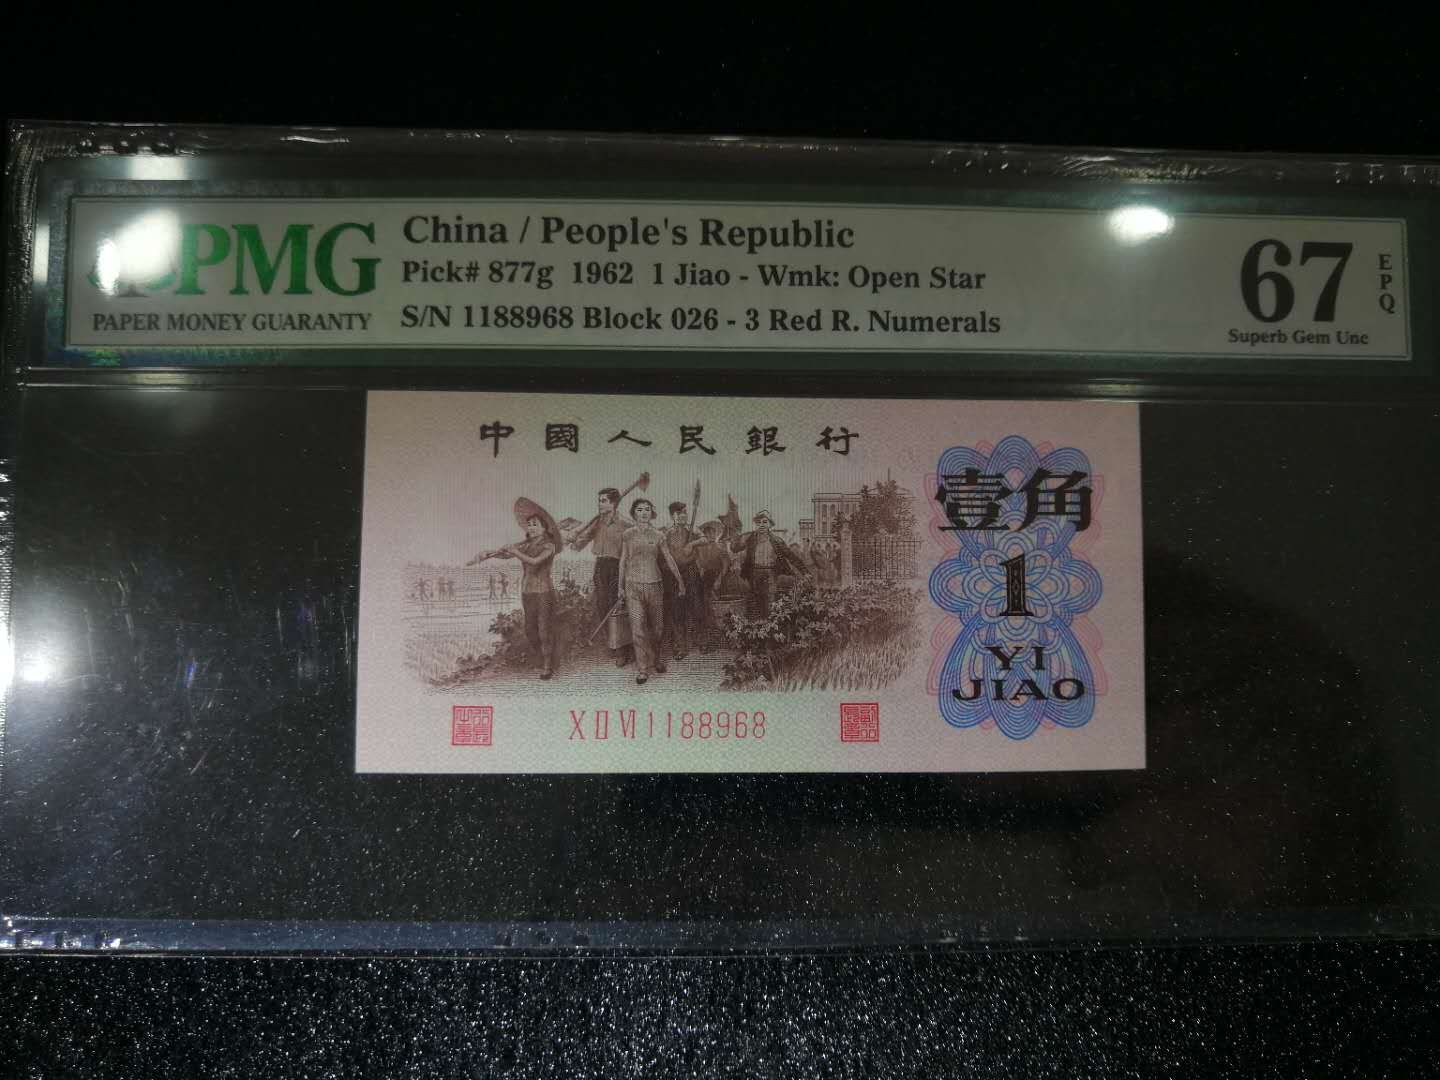 PMG
PAPER MONEY GUARANTY
China / People's Republic
Pick# 877g 1962 1 Jiao - Wmk: Open Star
S/N 1188968 Block 026 - 3 Red R. Numerals
67
EPQ
Superb Gem Unc
中國人民銀行
壹角
1
YI
JIAO
X II VI 1188968